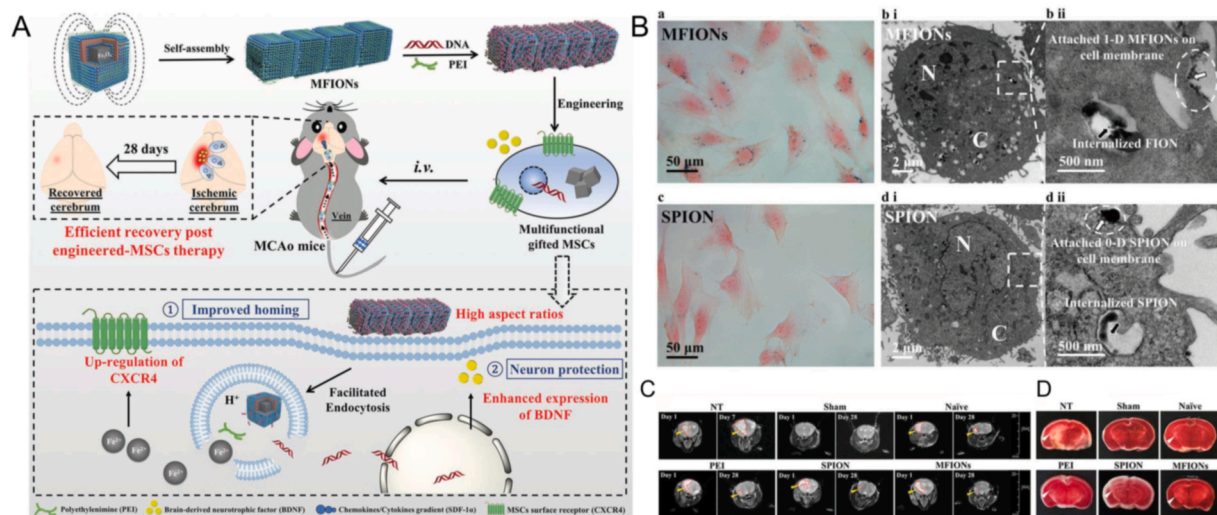 A
Fe₃O₄
Self-assembly
MFIONs
DNA
PEI
Engineering
28 days
Recovered
cerebrum
Ischemic
cerebrum
Efficient recovery post
engineered-MSCs therapy
Vein
MCAo mice
i.v.
Multifunctional
gifted MSCs
① Improved homing
High aspect ratios
Up-regulation of
CXCR4
② Neuron protection
H⁺
Facilitated
Endocytosis
Enhanced expression
of BDNF
Polyethylenimine (PEI)
Brain-derived neurotrophic factor (BDNF)
Chemokines/Cytokines gradient (SDF-1α)
MSCs surface receptor (CXCR4)
B
a
MFIONs
50 μm
b i
MFIONs
N
C
2 μm
b ii
Attached 1-D MFIONs on
cell membrane
Internalized FION
500 nm
c
SPION
50 μm
d i
SPION
N
C
2 μm
d ii
Attached 0-D SPION on
cell membrane
Internalized SPION
500 nm
C
NT
Sham
Naïve
Day 1
Day 7
Day 1
Day 28
Day 1
Day 28
PEI
SPION
MFIONs
Day 1
Day 28
Day 1
Day 28
Day 1
Day 28
D
NT
Sham
Naïve
PEI
SPION
MFIONs